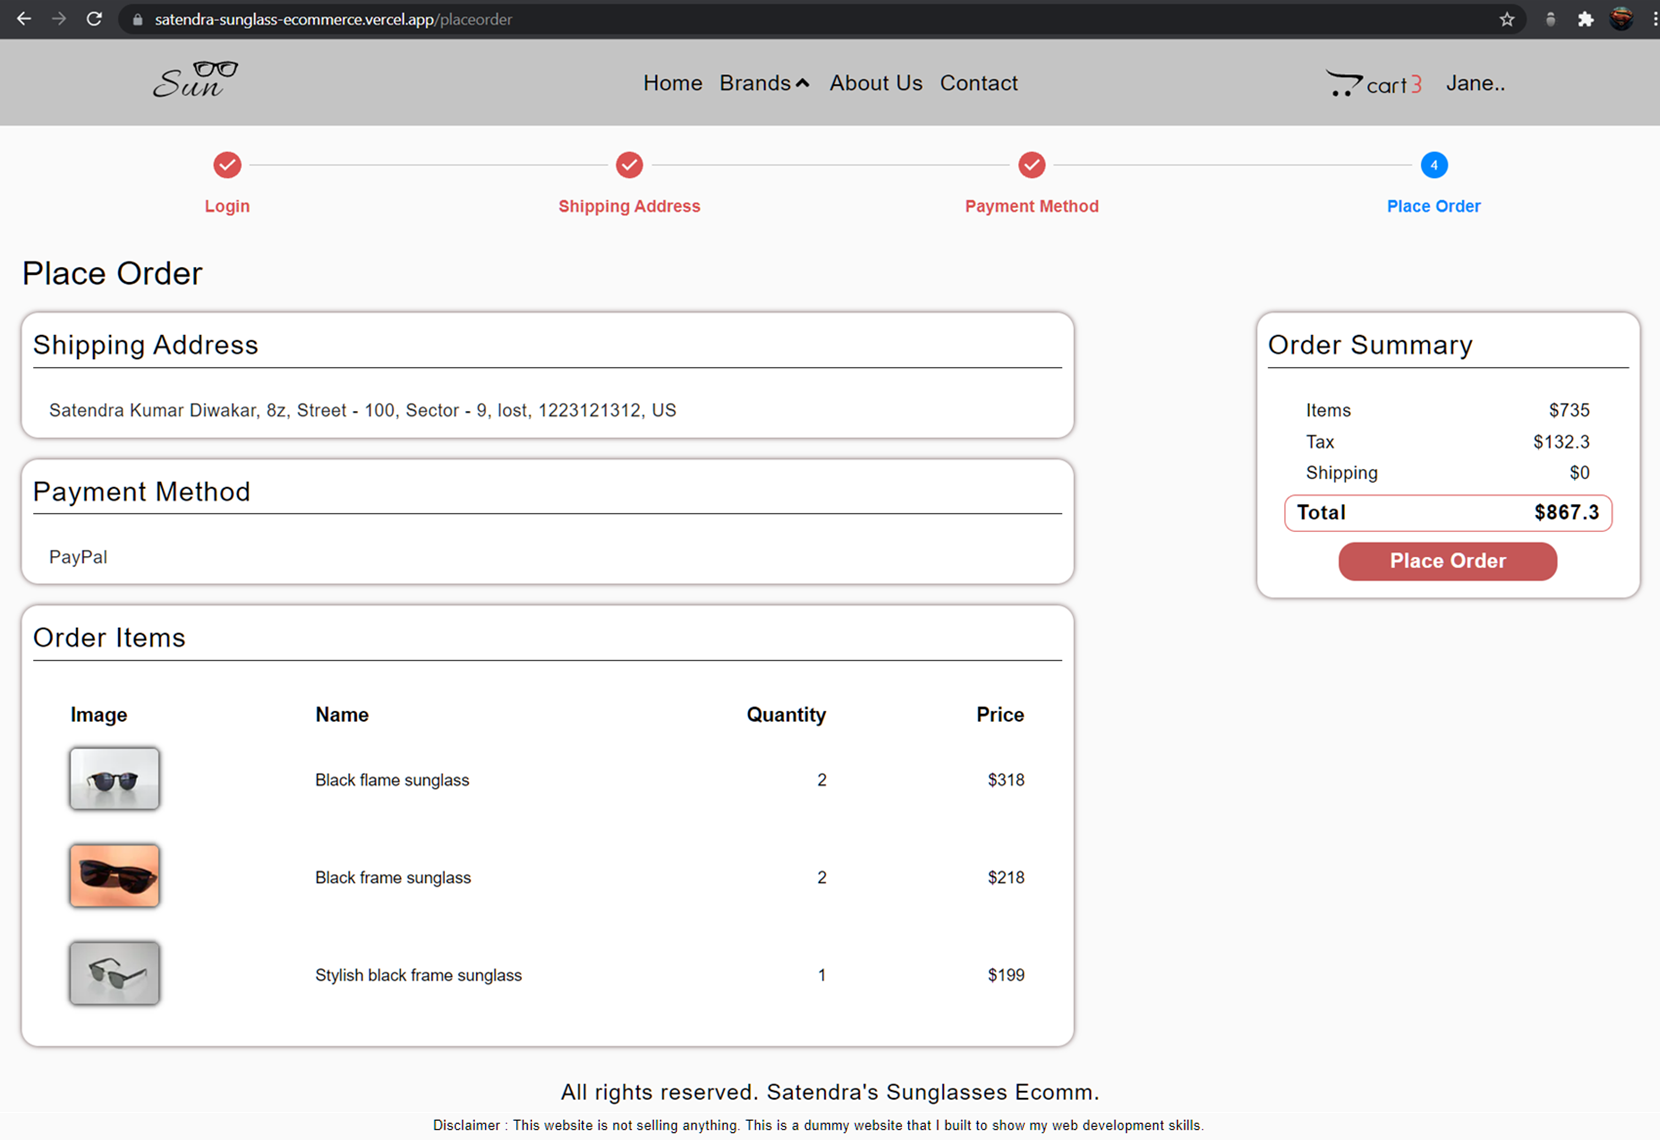 satendra-sunglass-ecommerce.vercel.app/placeorder
Sun
Home Brands About Us Contact
cart 3 Jane..
4
Login Shipping Address Payment Method Place Order
Place Order
Shipping Address
Satendra Kumar Diwakar, 8z, Street - 100, Sector - 9, lost, 1223121312, US
Payment Method
PayPal
Order Items
Image Name Quantity Price
Black flame sunglass 2 $318
Black frame sunglass 2 $218
Stylish black frame sunglass 1 $199
Order Summary
Items $735
Tax $132.3
Shipping $0
Total $867.3
Place Order
All rights reserved. Satendra's Sunglasses Ecomm.
Disclaimer : This website is not selling anything. This is a dummy website that I built to show my web development skills.